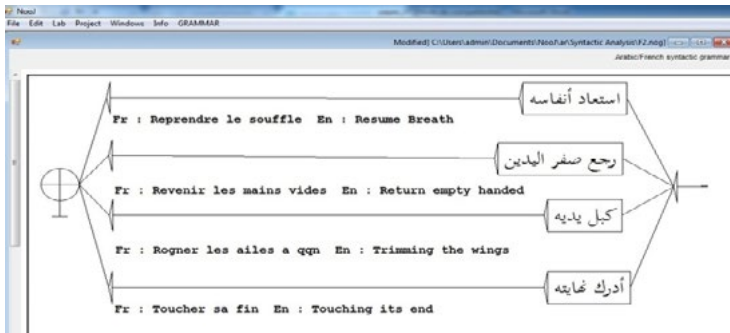 NooJ
File Edit Lab Project Windows Info GRAMMAR
Modified| C:\Users\admin\Documents\NooJ\ar\Syntactic Analysis\F2.nog]
Arabic/French syntactic grammar
استعاد أنفاسه
Fr : Reprendre le souffle En : Resume Breath
رجع صفر اليدين
Fr : Revenir les mains vides En : Return empty handed
كبل يديه
Fr : Rogner les ailes a qqn En : Trimming the wings
أدرك نهايته
Fr : Toucher sa fin En : Touching its end